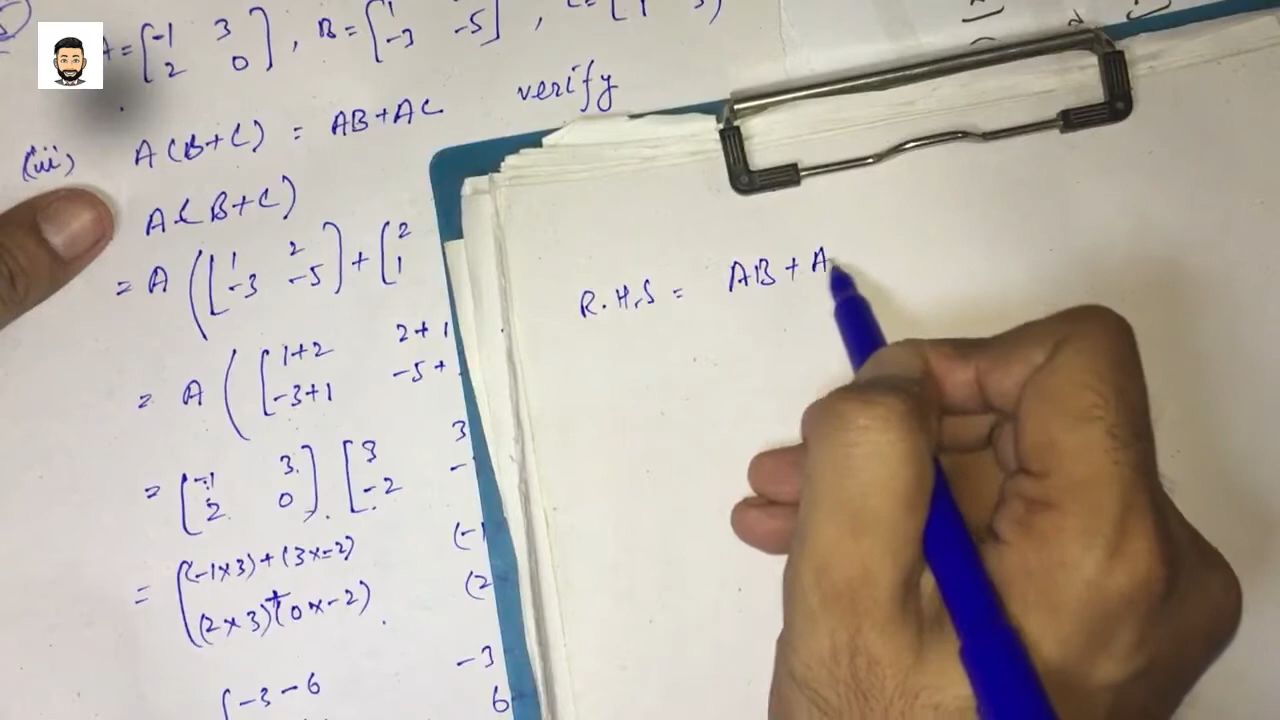 A = [-1 3], B = [1
2 0] -3 -5], 1
(iii) A(B+C) = AB+AC verify
A(B+C)
= A ([1 2] + [2
-3 -5] 1
= A ([1+2 2+1
-3+1 -5+
= [-1 3] [3 3
2 0] . -2 -
= [(-1×3)+(3×-2) (-1
(2×3)+(0×-2) (2
[-3-6 -3
6
R.H.S = AB + A